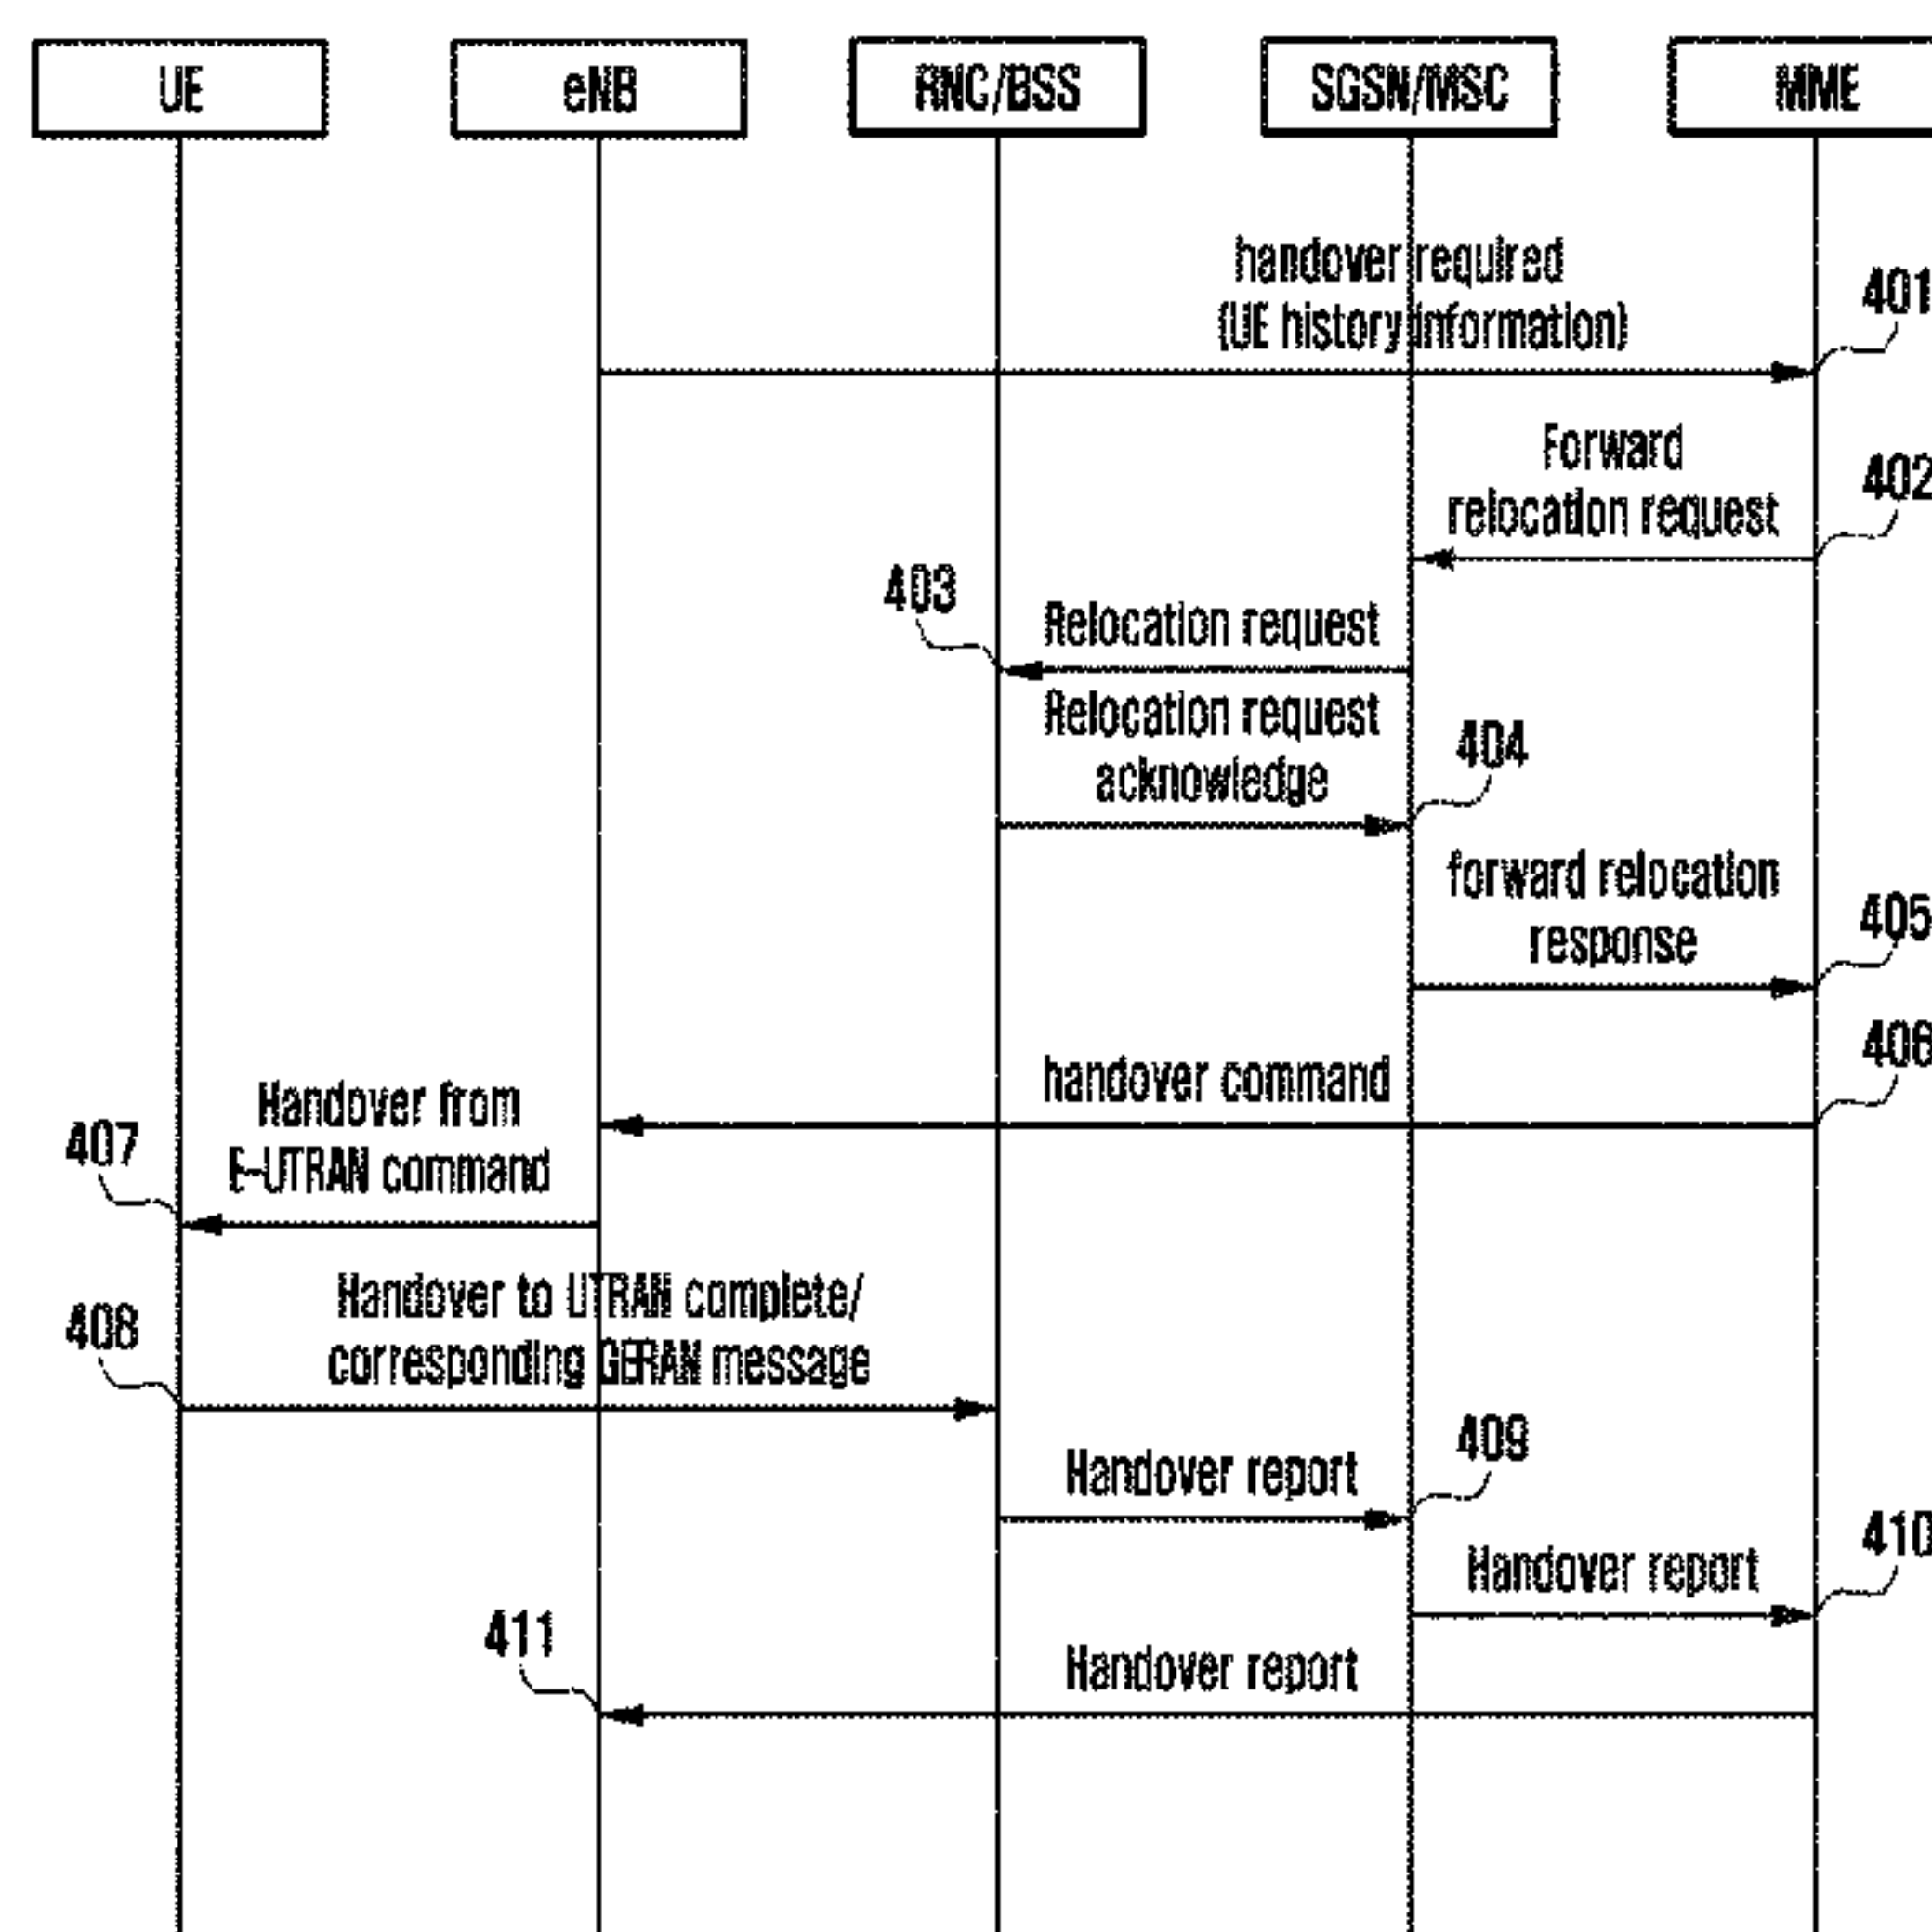 UE
eNB
RNC/BSS
SGSN/MSC
MME
handover required
(UE history information)
401
Forward
relocation request
402
403
Relocation request
Relocation request
acknowledge
404
forward relocation
response
405
handover command
406
Handover from
E-UTRAN command
407
Handover to UTRAN complete/
corresponding GERAN message
408
Handover report
409
Handover report
410
Handover report
411